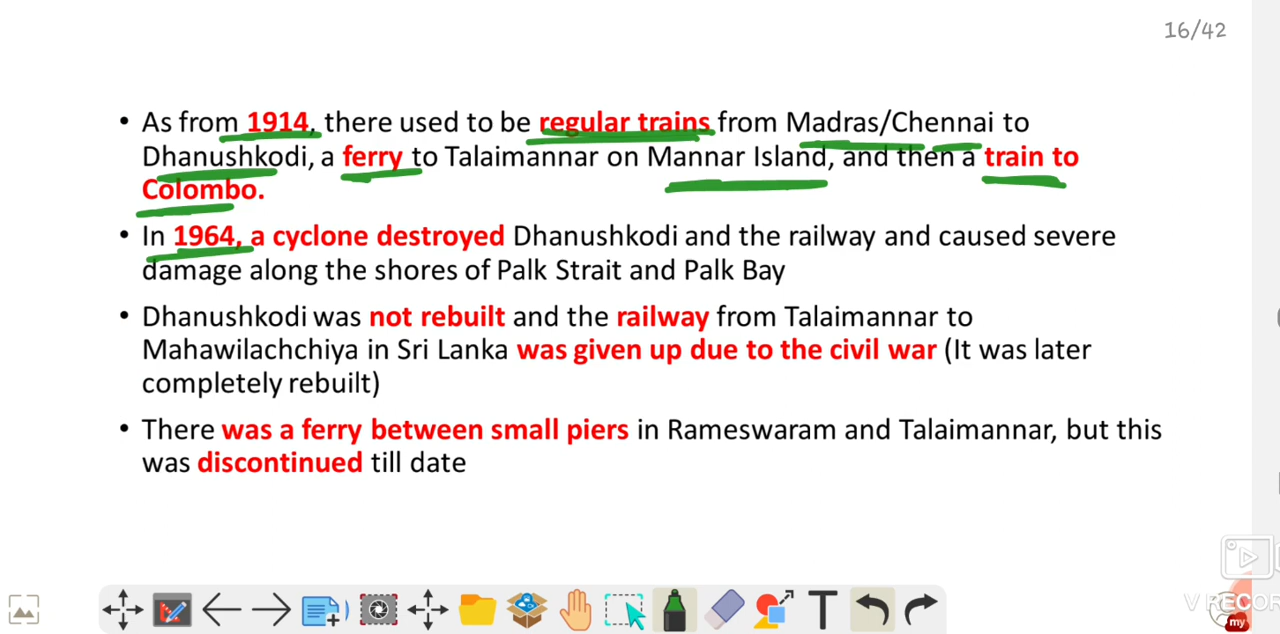 16/42
• As from 1914, there used to be regular trains from Madras/Chennai to
Dhanushkodi, a ferry to Talaimannar on Mannar Island, and then a train to
Colombo.
• In 1964, a cyclone destroyed Dhanushkodi and the railway and caused severe
damage along the shores of Palk Strait and Palk Bay
• Dhanushkodi was not rebuilt and the railway from Talaimannar to
Mahawilachchiya in Sri Lanka was given up due to the civil war (It was later
completely rebuilt)
• There was a ferry between small piers in Rameswaram and Talaimannar, but this
was discontinued till date
T
V RECOR
my